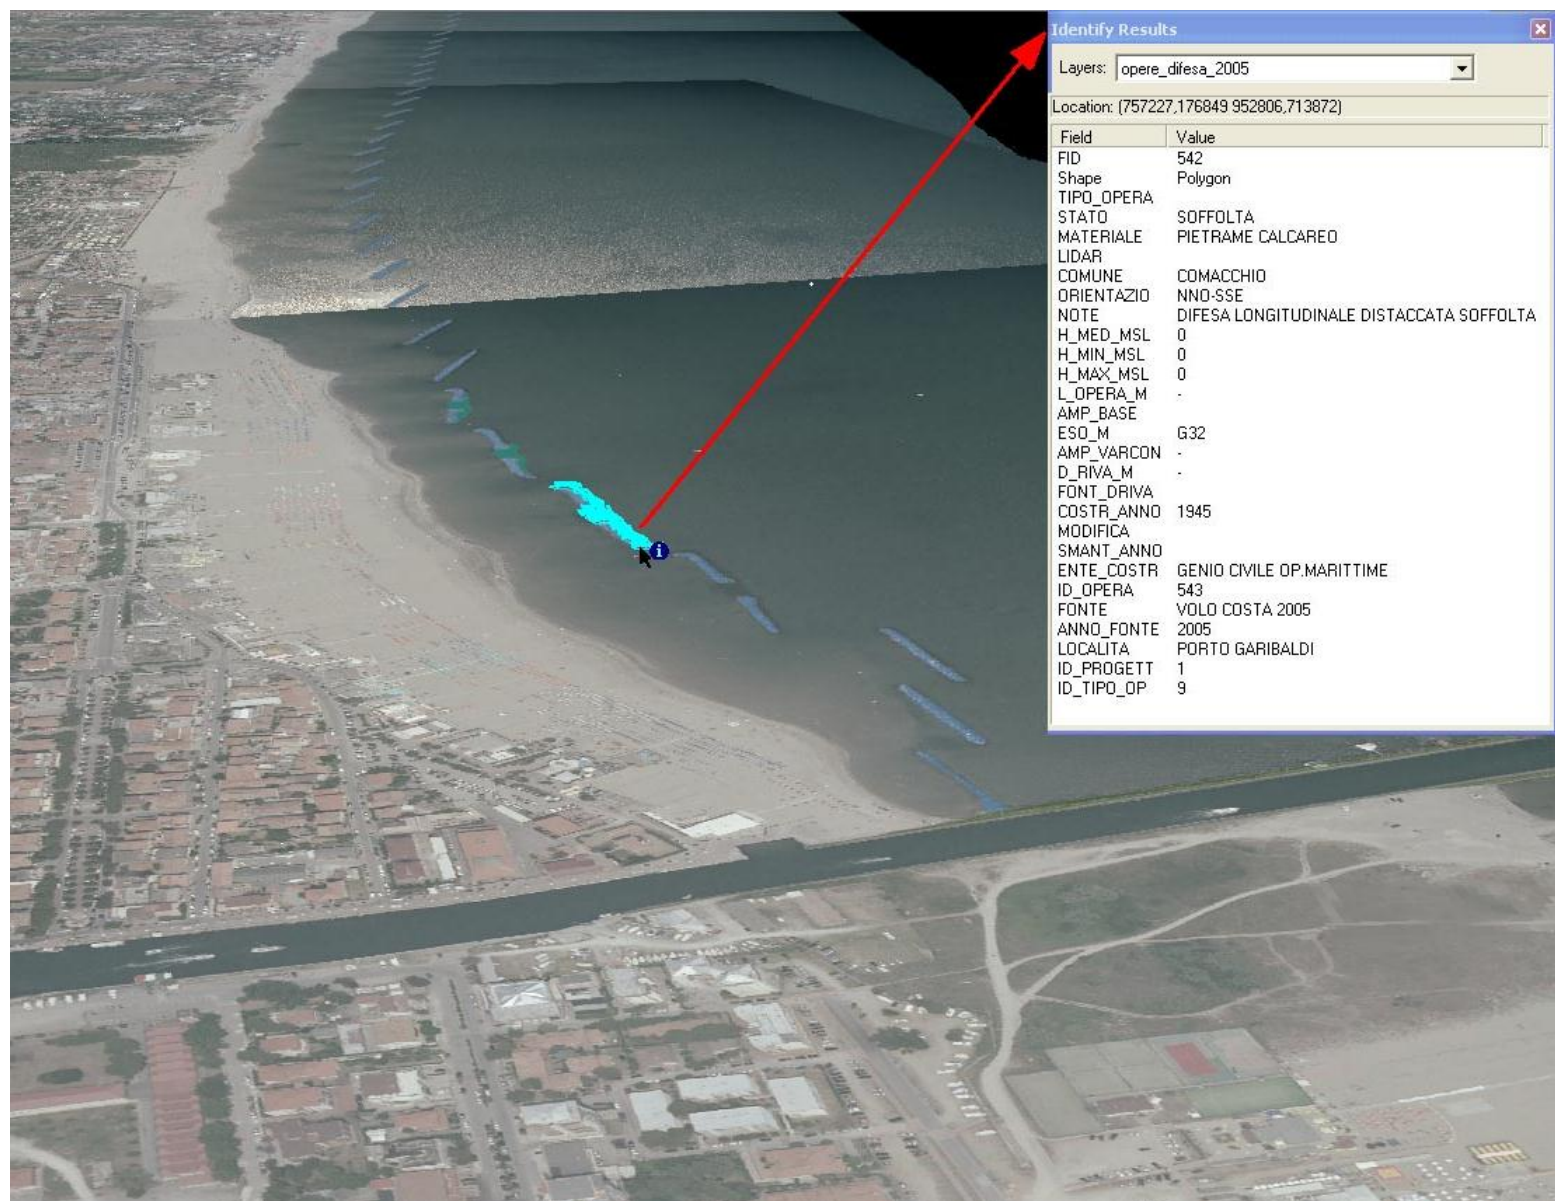 Identify Results
Layers: opere_difesa_2005
Location: (757227,176849 952806,713872)
Field Value
FID 542
Shape Polygon
TIPO_OPERA
STATO SOFFOLTA
MATERIALE PIETRAME CALCAREO
LIDAR
COMUNE COMACCHIO
ORIENTAZIO NNO-SSE
NOTE DIFESA LONGITUDINALE DISTACCATA SOFFOLTA
H_MED_MSL 0
H_MIN_MSL 0
H_MAX_MSL 0
L_OPERA_M -
AMP_BASE
ESO_M G32
AMP_VARCON -
D_RIVA_M -
FONT_DRIVA
COSTR_ANNO 1945
MODIFICA
SMANT_ANNO
ENTE_COSTR GENIO CIVILE OP.MARITTIME
ID_OPERA 543
FONTE VOLO COSTA 2005
ANNO_FONTE 2005
LOCALITA PORTO GARIBALDI
ID_PROGETT 1
ID_TIPO_OP 9
i